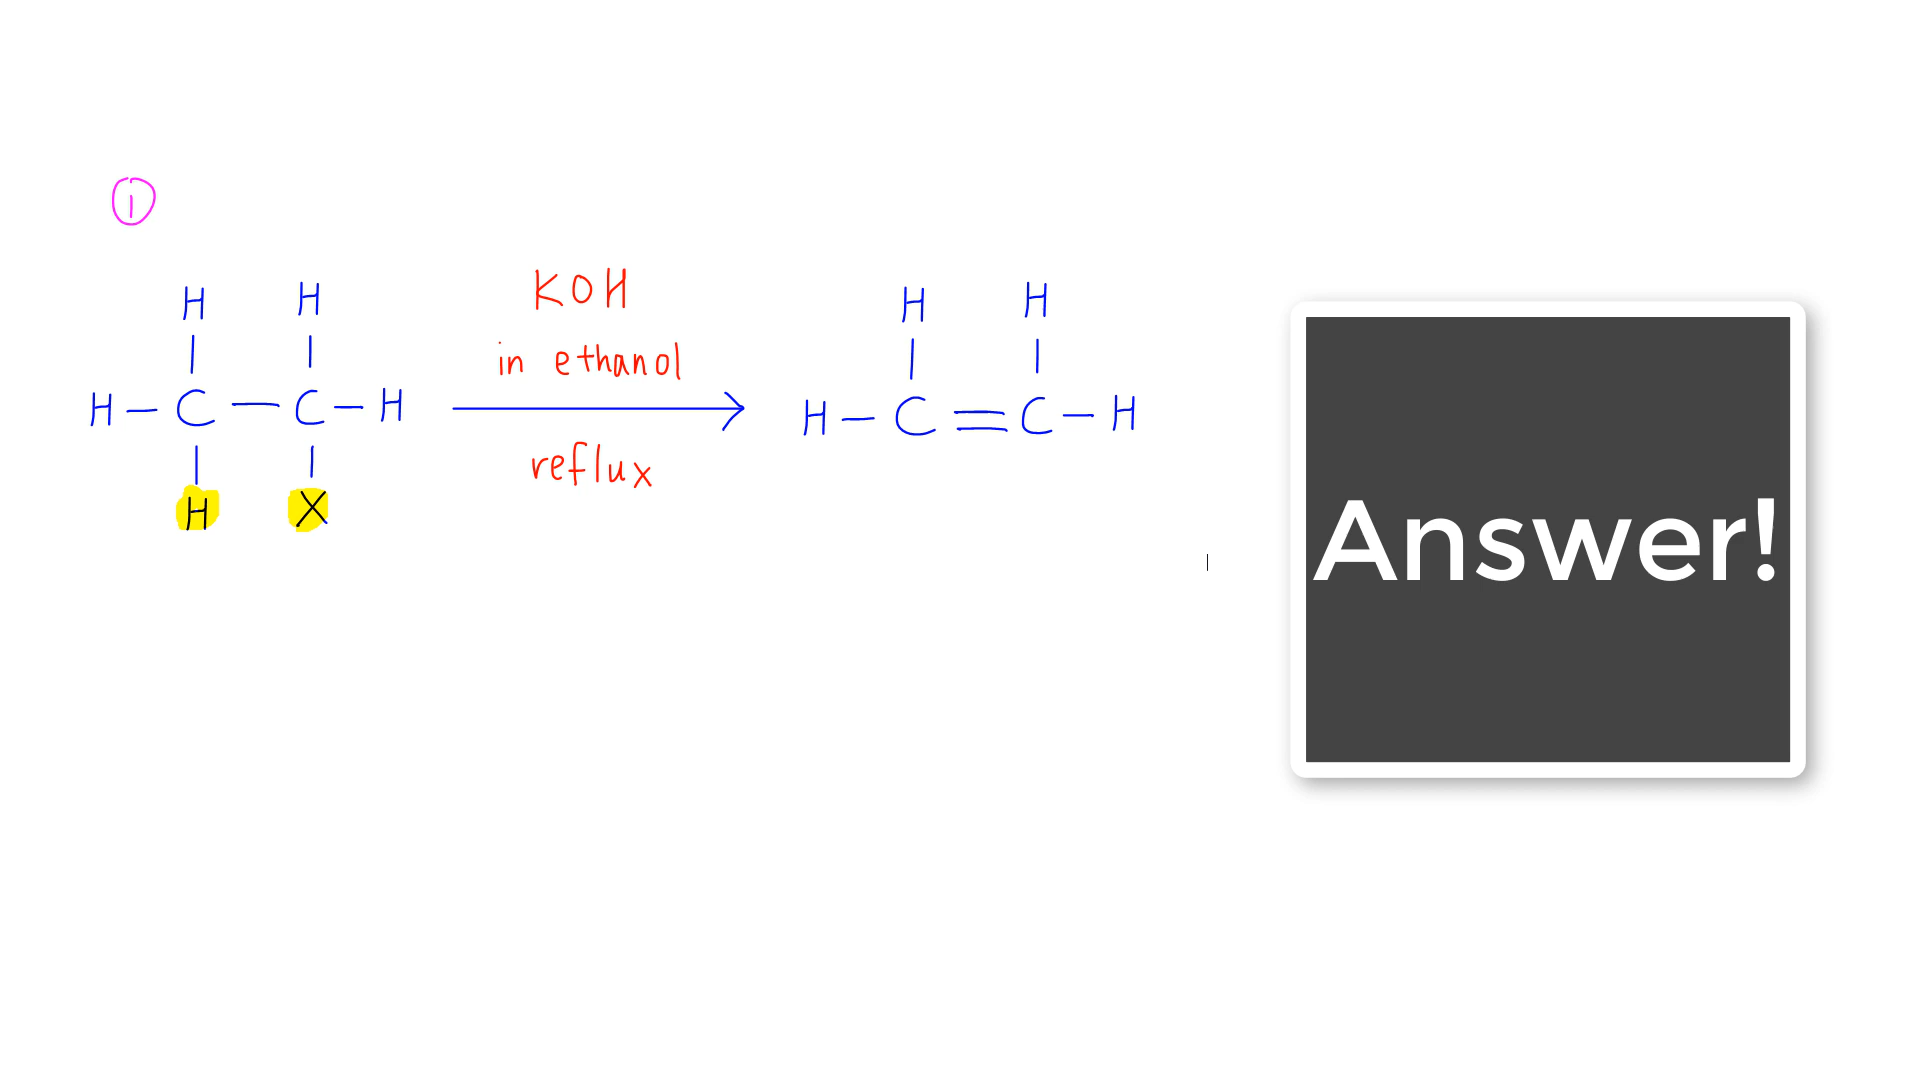 ①
H H
H — C — C — H
H X
KOH
in ethanol
reflux
H H
H — C = C — H
Answer!